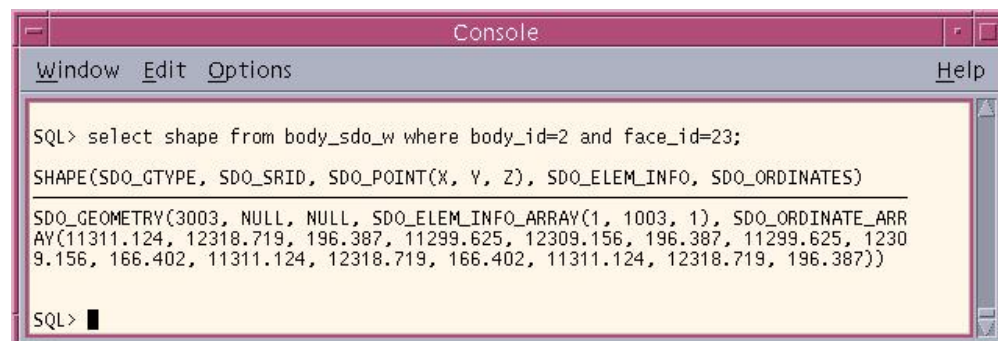 Console
Window Edit Options Help
SQL> select shape from body_sdo_w where body_id=2 and face_id=23;
SHAPE(SDO_GTYPE, SDO_SRID, SDO_POINT(X, Y, Z), SDO_ELEM_INFO, SDO_ORDINATES)
SDO_GEOMETRY(3003, NULL, NULL, SDO_ELEM_INFO_ARRAY(1, 1003, 1), SDO_ORDINATE_ARR
AY(11311.124, 12318.719, 196.387, 11299.625, 12309.156, 196.387, 11299.625, 1230
9.156, 166.402, 11311.124, 12318.719, 166.402, 11311.124, 12318.719, 196.387))
SQL>